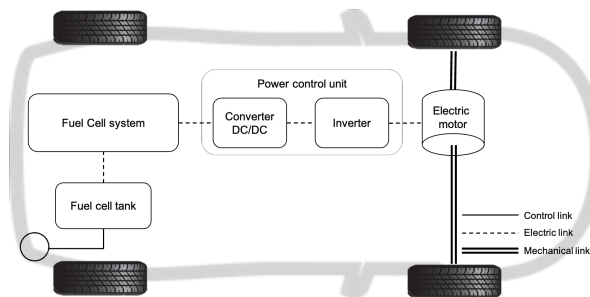 Power control unit
Fuel Cell system
Converter
DC/DC
Inverter
Electric
motor
Fuel cell tank
Control link
Electric link
Mechanical link